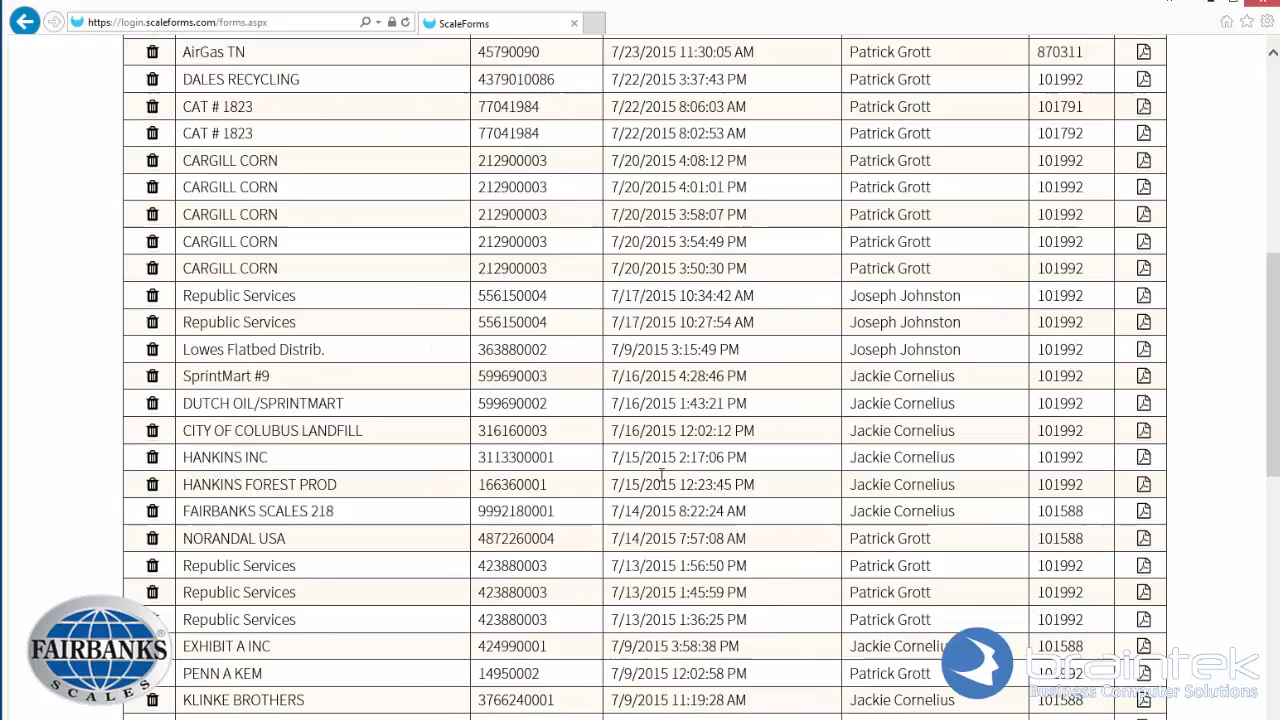 https://login.scaleforms.com/forms.aspx
ScaleForms
AirGas TN 45790090 7/23/2015 11:30:05 AM Patrick Grott 870311
DALES RECYCLING 4379010086 7/22/2015 3:37:43 PM Patrick Grott 101992
CAT # 1823 77041984 7/22/2015 8:06:03 AM Patrick Grott 101791
CAT # 1823 77041984 7/22/2015 8:02:53 AM Patrick Grott 101792
CARGILL CORN 212900003 7/20/2015 4:08:12 PM Patrick Grott 101992
CARGILL CORN 212900003 7/20/2015 4:01:01 PM Patrick Grott 101992
CARGILL CORN 212900003 7/20/2015 3:58:07 PM Patrick Grott 101992
CARGILL CORN 212900003 7/20/2015 3:54:49 PM Patrick Grott 101992
CARGILL CORN 212900003 7/20/2015 3:50:30 PM Patrick Grott 101992
Republic Services 556150004 7/17/2015 10:34:42 AM Joseph Johnston 101992
Republic Services 556150004 7/17/2015 10:27:54 AM Joseph Johnston 101992
Lowes Flatbed Distrib. 363880002 7/9/2015 3:15:49 PM Joseph Johnston 101992
SprintMart #9 599690003 7/16/2015 4:28:46 PM Jackie Cornelius 101992
DUTCH OIL/SPRINTMART 599690002 7/16/2015 1:43:21 PM Jackie Cornelius 101992
CITY OF COLUBUS LANDFILL 316160003 7/16/2015 12:02:12 PM Jackie Cornelius 101992
HANKINS INC 3113300001 7/15/2015 2:17:06 PM Jackie Cornelius 101992
HANKINS FOREST PROD 166360001 7/15/2015 12:23:45 PM Jackie Cornelius 101992
FAIRBANKS SCALES 218 9992180001 7/14/2015 8:22:24 AM Jackie Cornelius 101588
NORANDAL USA 4872260004 7/14/2015 7:57:08 AM Patrick Grott 101588
Republic Services 423880003 7/13/2015 1:56:50 PM Patrick Grott 101992
Republic Services 423880003 7/13/2015 1:45:59 PM Patrick Grott 101992
Republic Services 423880003 7/13/2015 1:36:25 PM Patrick Grott 101992
EXHIBIT A INC 424990001 7/9/2015 3:58:38 PM Jackie Cornelius 101588
PENN A KEM 14950002 7/9/2015 12:02:58 PM Patrick Grott
KLINKE BROTHERS 3766240001 7/9/2015 11:19:28 AM Jackie Cornelius 101588
FAIRBANKS
SCALES
braintek
Business Computer Solutions